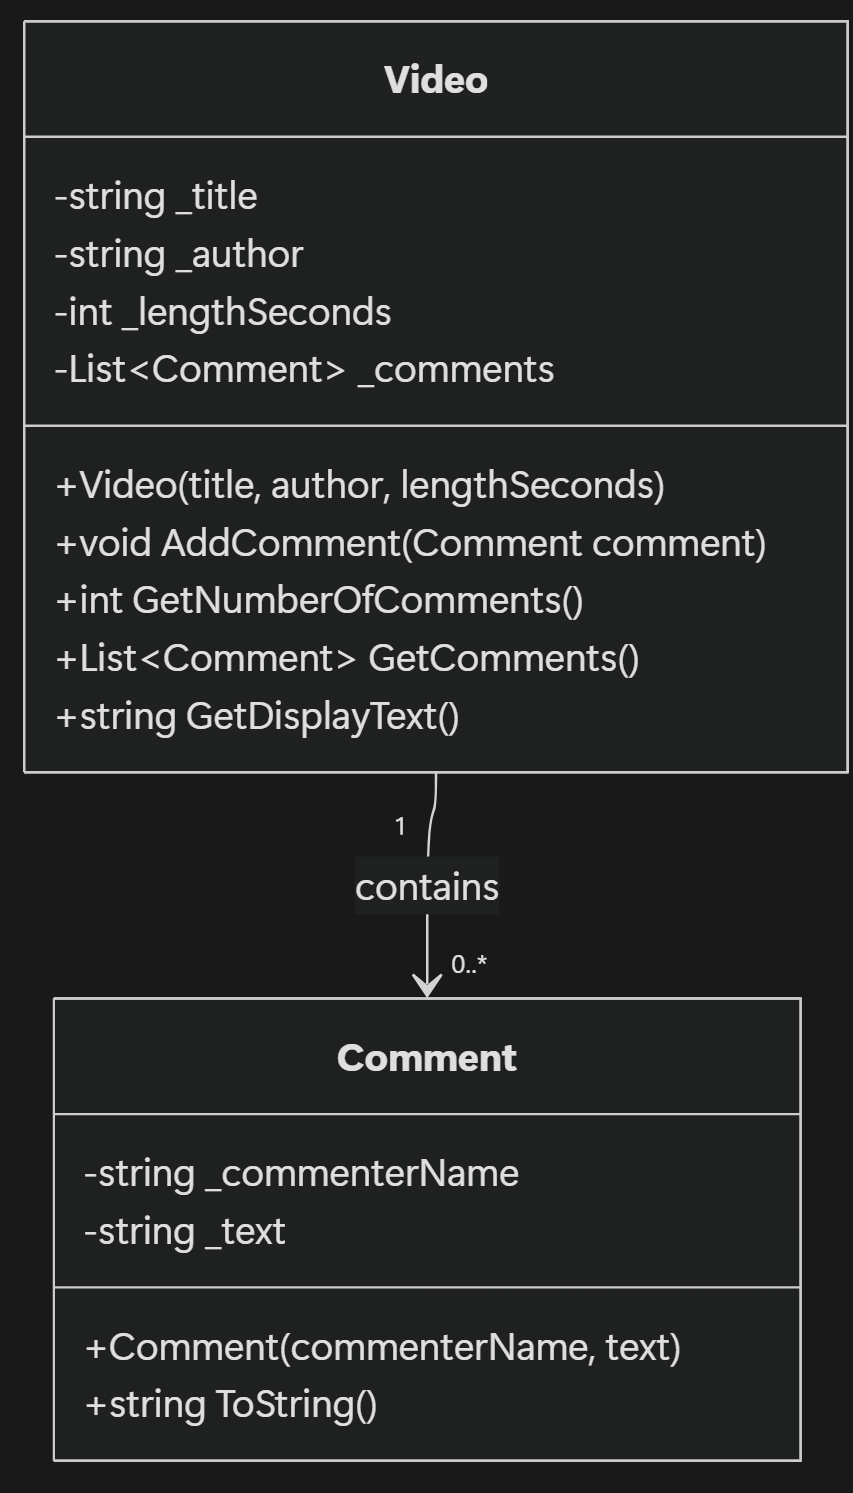 Video
-string _title
-string _author
-int _lengthSeconds
-List<Comment> _comments
+Video(title, author, lengthSeconds)
+void AddComment(Comment comment)
+int GetNumberOfComments()
+List<Comment> GetComments()
+string GetDisplayText()
1
contains
0..*
Comment
-string _commenterName
-string _text
+Comment(commenterName, text)
+string ToString()